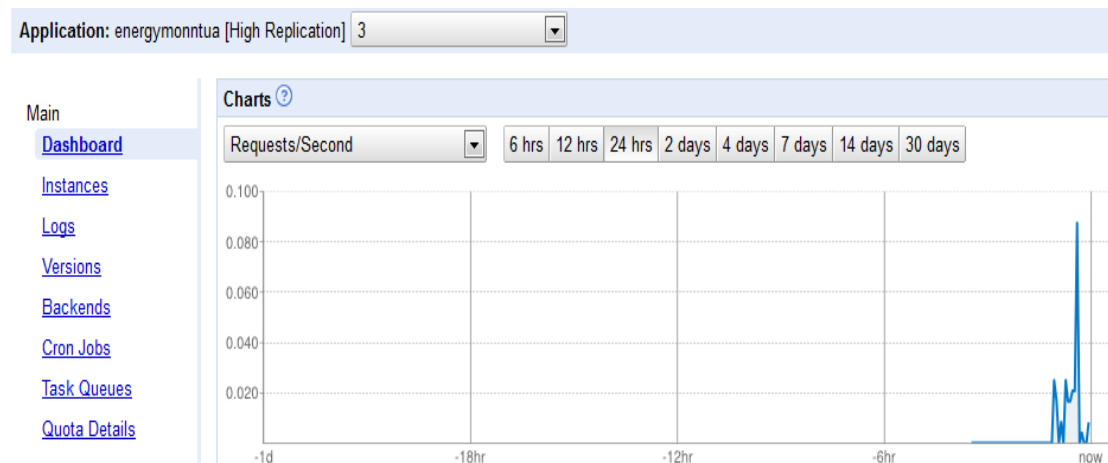 Application: energymonntua [High Replication] 3
Main
Dashboard
Instances
Logs
Versions
Backends
Cron Jobs
Task Queues
Quota Details
Charts ?
Requests/Second 6 hrs 12 hrs 24 hrs 2 days 4 days 7 days 14 days 30 days
0.100
0.080
0.060
0.040
0.020
-1d -18hr -12hr -6hr now